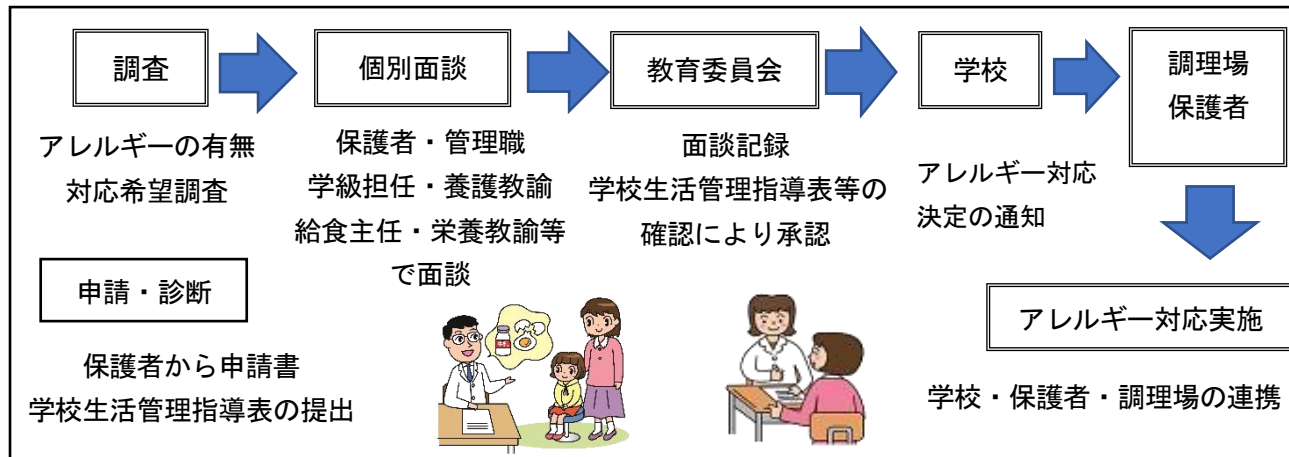 調査
アレルギーの有無
対応希望調査
申請・診断
保護者から申請書
学校生活管理指導表の提出
個別面談
保護者・管理職
学級担任・養護教諭
給食主任・栄養教諭等
で面談
教育委員会
面談記録
学校生活管理指導表等の
確認により承認
学校
アレルギー対応
決定の通知
調理場
保護者
アレルギー対応実施
学校・保護者・調理場の連携